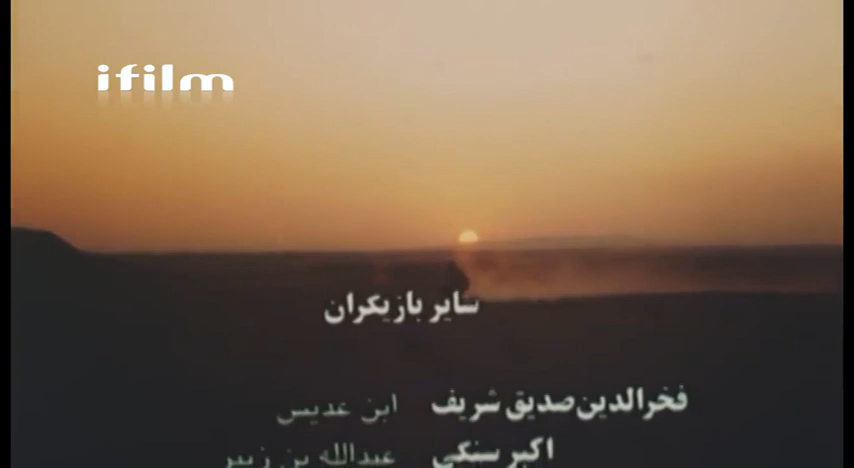 ifilm
سایر بازیگران
فخرالدین صدیق شریف ابن عدیس
اکبر سنگی عبدالله بن زبیر